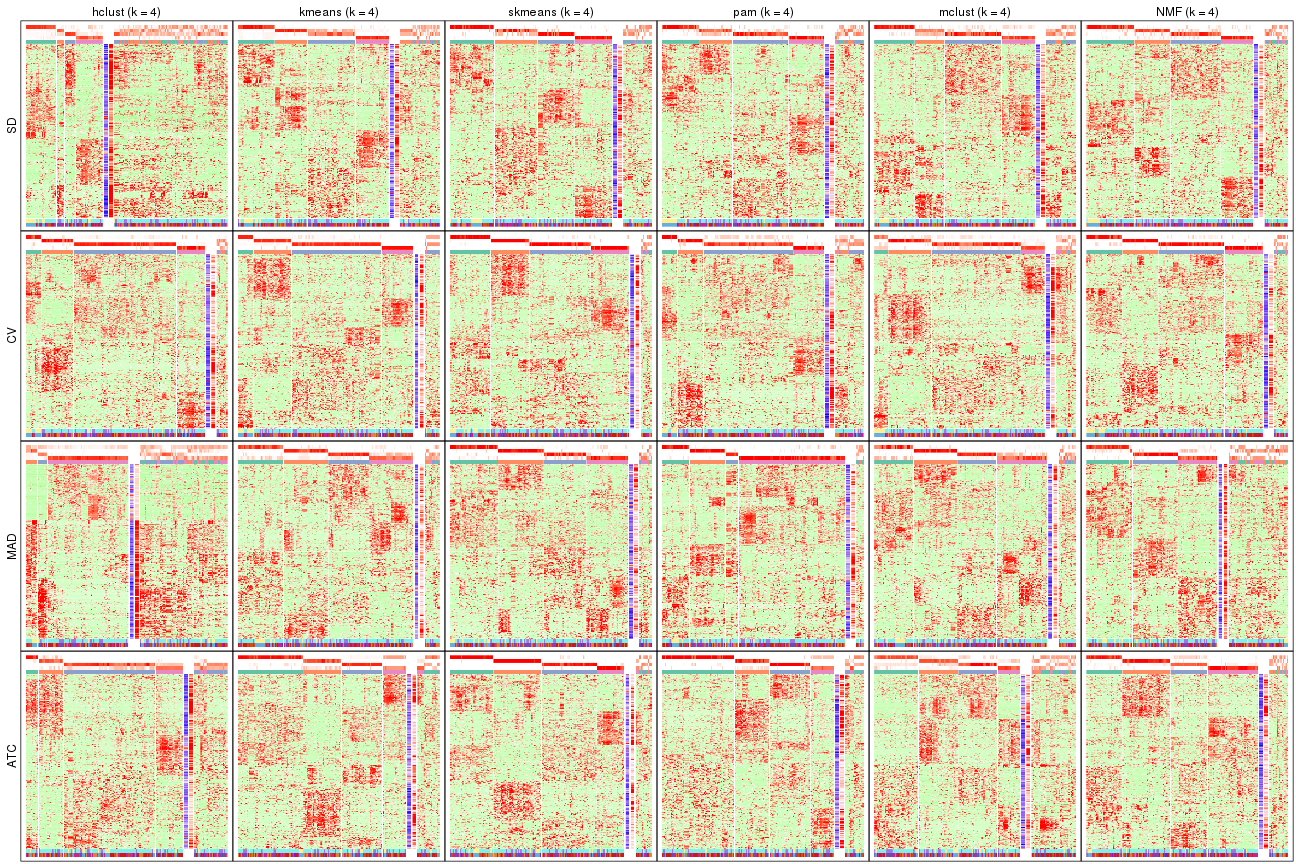 hclust (k = 4) kmeans (k = 4) skmeans (k = 4) pam (k = 4) mclust (k = 4) NMF (k = 4)
SD
CV
MAD
ATC